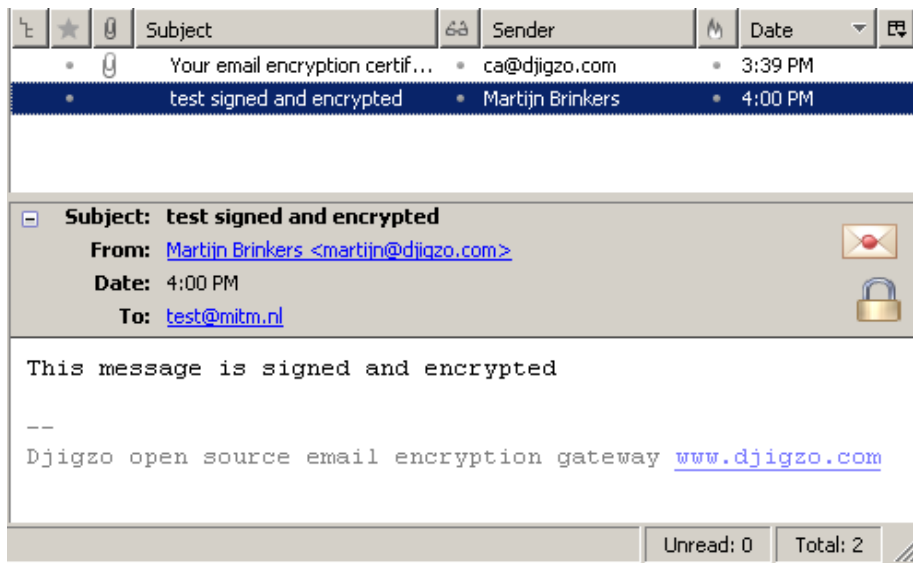 Subject Sender Date
Your email encryption certif... ca@djigzo.com 3:39 PM
test signed and encrypted Martijn Brinkers 4:00 PM
Subject: test signed and encrypted
From: Martijn Brinkers <martijn@djigzo.com>
Date: 4:00 PM
To: test@mitm.nl
This message is signed and encrypted
--
Djigzo open source email encryption gateway www.djigzo.com
Unread: 0 Total: 2